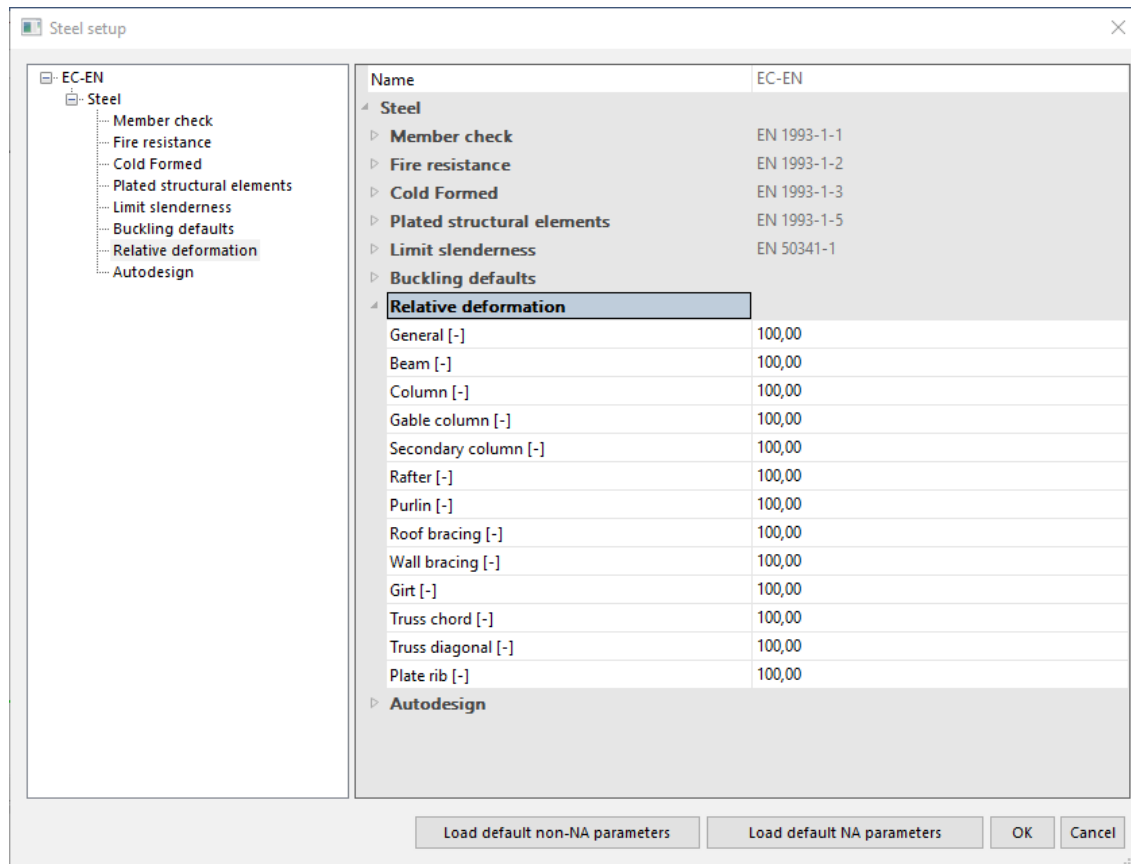 Steel setup
EC-EN
Steel
Member check
Fire resistance
Cold Formed
Plated structural elements
Limit slenderness
Buckling defaults
Relative deformation
Autodesign
Name EC-EN
Steel
Member check EN 1993-1-1
Fire resistance EN 1993-1-2
Cold Formed EN 1993-1-3
Plated structural elements EN 1993-1-5
Limit slenderness EN 50341-1
Buckling defaults
Relative deformation
General [-] 100,00
Beam [-] 100,00
Column [-] 100,00
Gable column [-] 100,00
Secondary column [-] 100,00
Rafter [-] 100,00
Purlin [-] 100,00
Roof bracing [-] 100,00
Wall bracing [-] 100,00
Girt [-] 100,00
Truss chord [-] 100,00
Truss diagonal [-] 100,00
Plate rib [-] 100,00
Autodesign
Load default non-NA parameters Load default NA parameters OK Cancel